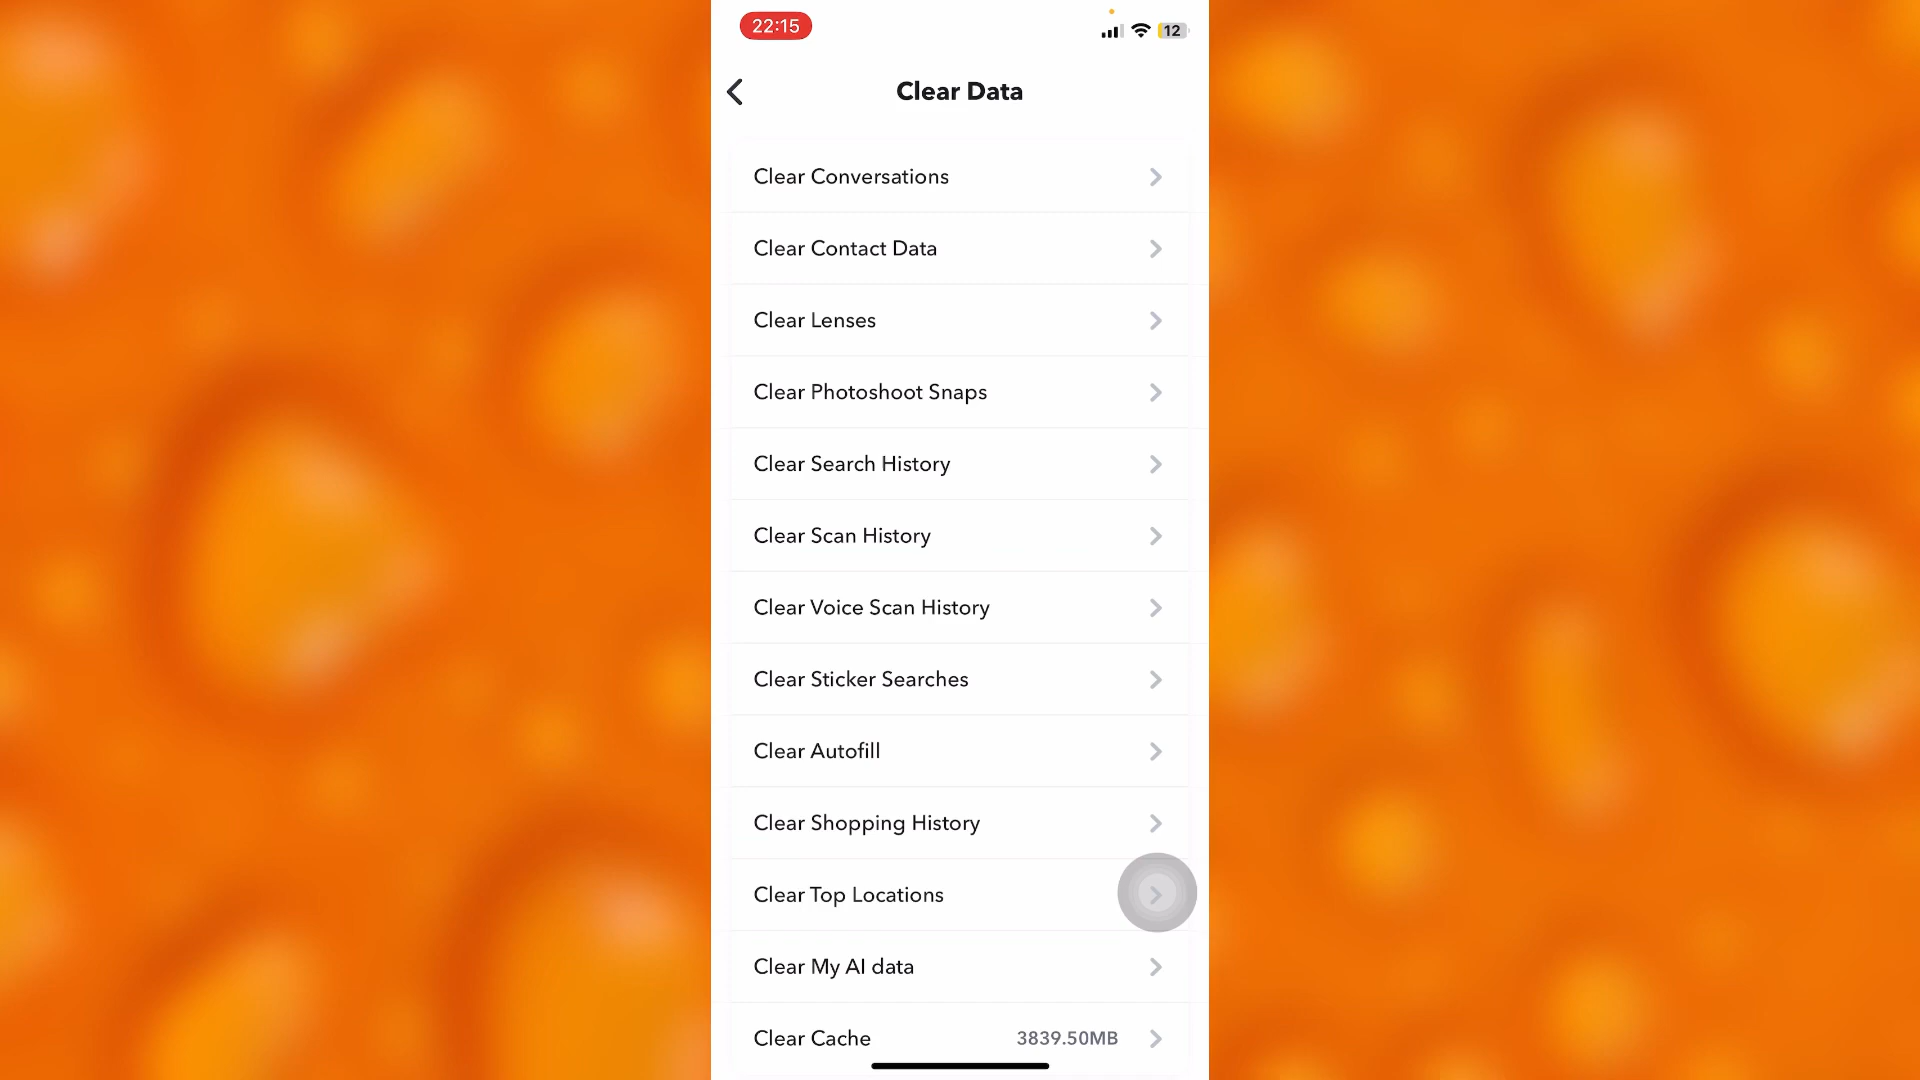 22:15
12
Clear Data
Clear Conversations
Clear Contact Data
Clear Lenses
Clear Photoshoot Snaps
Clear Search History
Clear Scan History
Clear Voice Scan History
Clear Sticker Searches
Clear Autofill
Clear Shopping History
Clear Top Locations
Clear My AI data
Clear Cache 3839.50MB